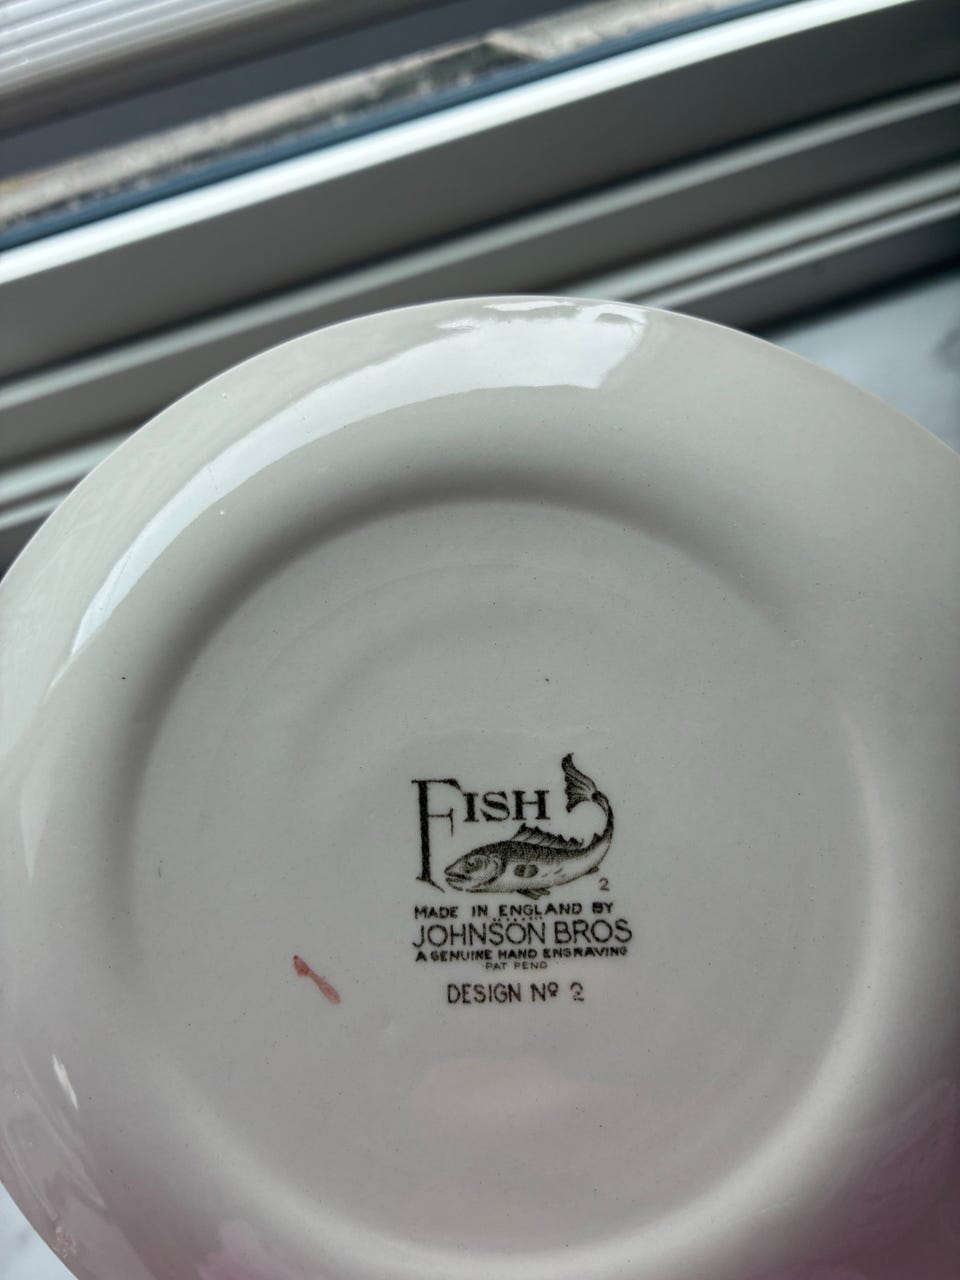 FISH
2
MADE IN ENGLAND BY
JOHNSON BROS
A GENUINE HAND ENGRAVING
PAT PEND
DESIGN Nº 2